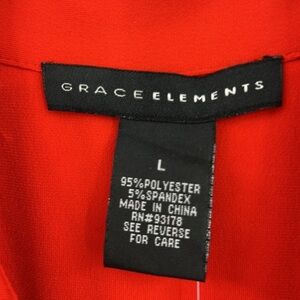 GRACE ELEMENTS
L
95%POLYESTER
5%SPANDEX
MADE IN CHINA
RN#93178
SEE REVERSE
FOR CARE